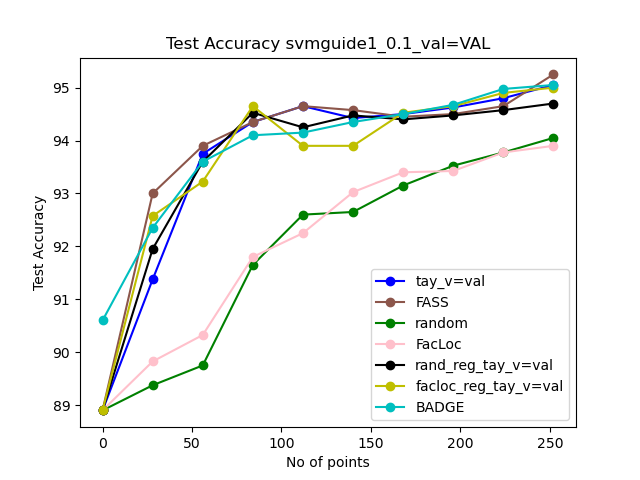 Test Accuracy svmguide1_0.1_val=VAL
Test Accuracy
95
94
93
92
91
90
89
tay_v=val
FASS
random
FacLoc
rand_reg_tay_v=val
facloc_reg_tay_v=val
BADGE
0 50 100 150 200 250
No of points